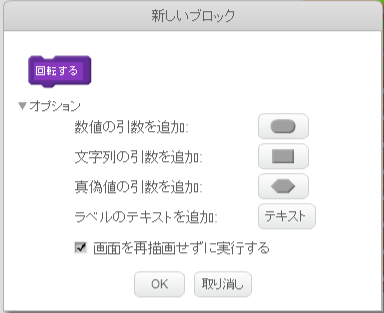 新しいブロック
回転する
▼オプション
数値の引数を追加:
文字列の引数を追加:
真偽値の引数を追加:
ラベルのテキストを追加: テキスト
画面を再描画せずに実行する
OK 取り消し